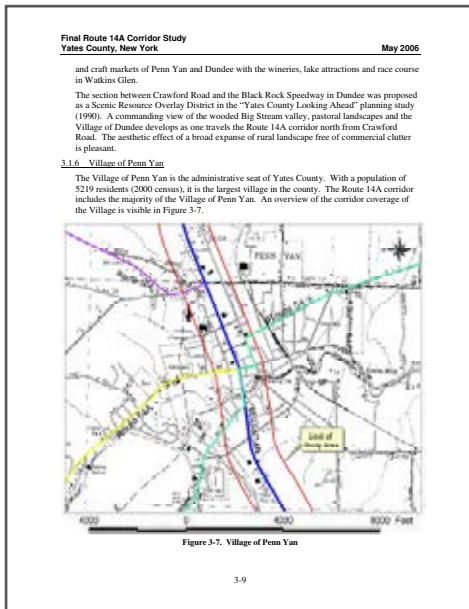 Final Route 14A Corridor Study
Yates County, New York May 2006
and craft markets of Penn Yan and Dundee with the wineries, lake attractions and race course
in Watkins Glen.
The section between Crawford Road and the Black Rock Speedway in Dundee was proposed
as a Scenic Resource Overlay District in the “Yates County Looking Ahead” planning study
(1990). A commanding view of the wooded Big Stream valley, pastoral landscapes and the
Village of Dundee develops as one travels the Route 14A corridor north from Crawford
Road. The aesthetic effect of a broad expanse of rural landscape free of commercial clutter
is pleasant.
3.1.6 Village of Penn Yan
The Village of Penn Yan is the administrative seat of Yates County. With a population of
5219 residents (2000 census), it is the largest village in the county. The Route 14A corridor
includes the majority of the Village of Penn Yan. An overview of the corridor coverage of
the Village is visible in Figure 3-7.
PENN YAN
Limit of
Study Area
4000 0 4000 8000 Feet
Figure 3-7. Village of Penn Yan
3-9